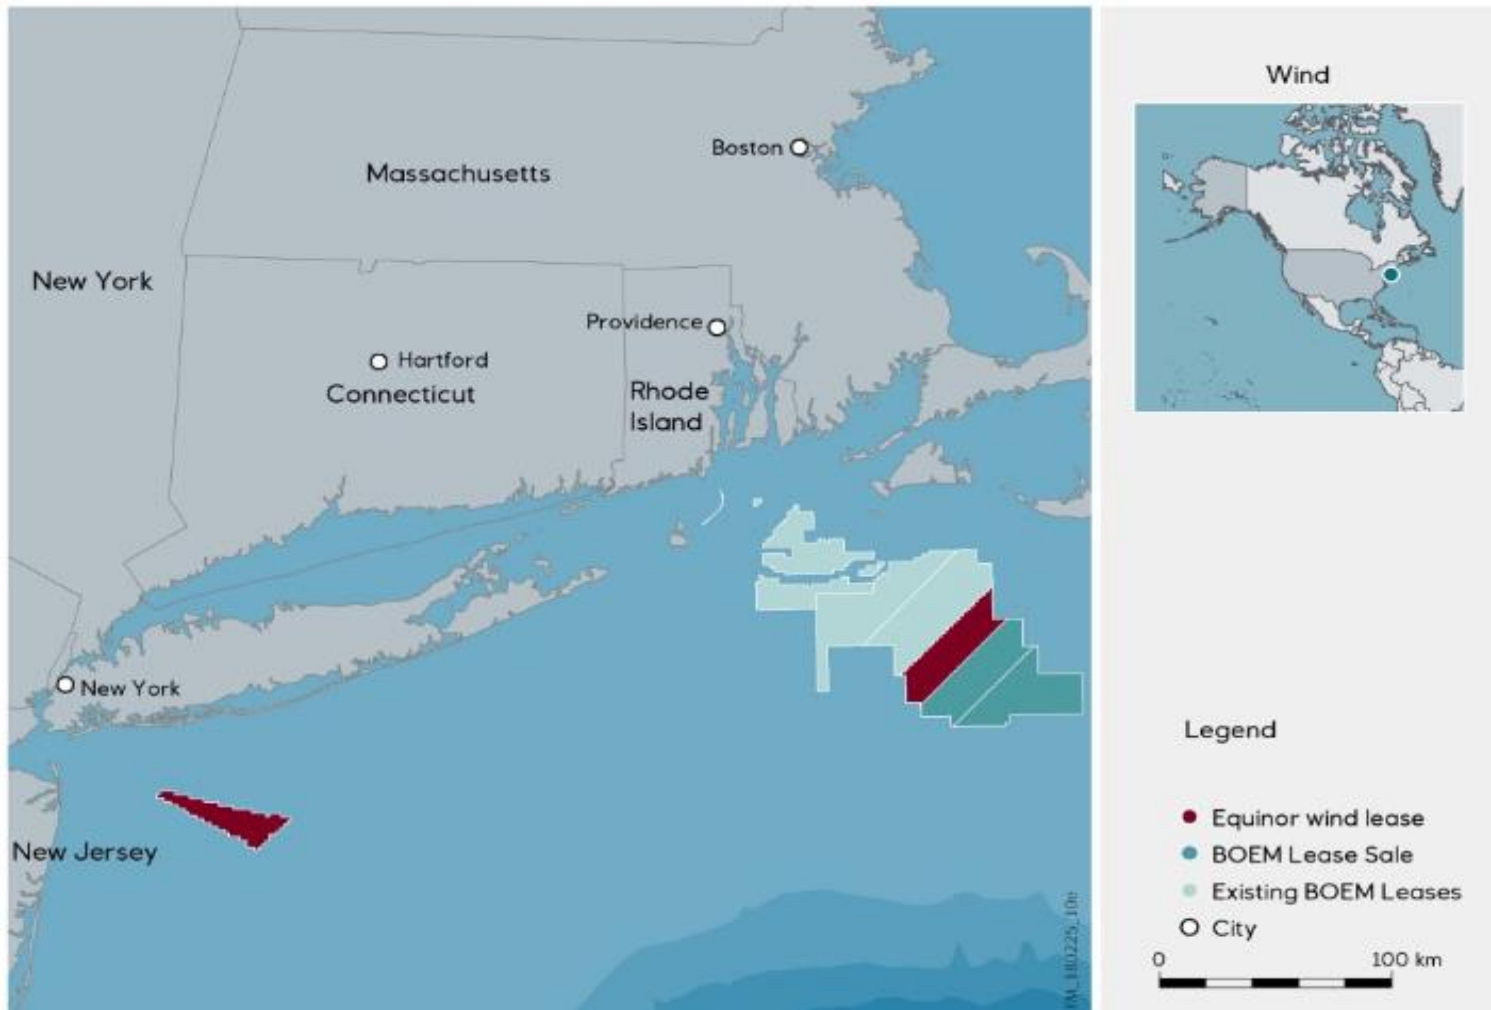 Boston
Massachusetts
New York
Providence
Hartford
Connecticut
Rhode
Island
New York
New Jersey
Wind
Legend
Equinor wind lease
BOEM Lease Sale
Existing BOEM Leases
City
0 100 km